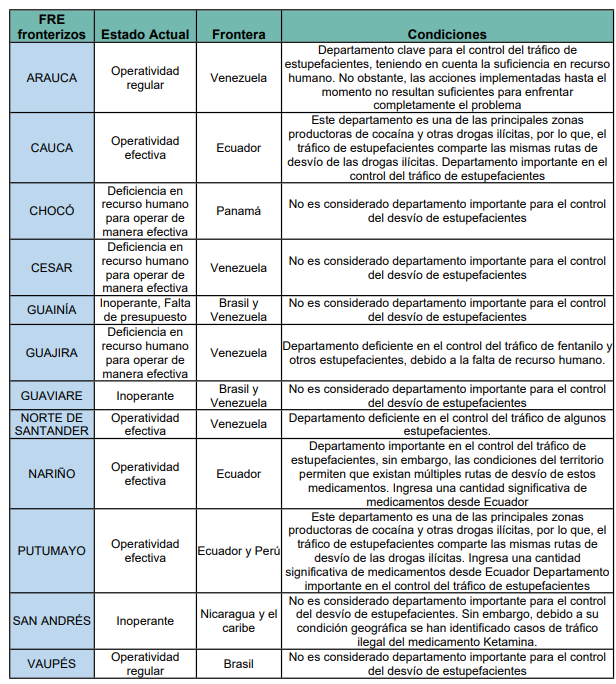 FRE
fronterizos
Estado Actual
Frontera
Condiciones
ARAUCA
Operatividad
regular
Venezuela
Departamento clave para el control del tráfico de
estupefacientes, teniendo en cuenta la suficiencia en recurso
humano. No obstante, las acciones implementadas hasta el
momento no resultan suficientes para enfrentar
completamente el problema
CAUCA
Operatividad
efectiva
Ecuador
Este departamento es una de las principales zonas
productoras de cocaína y otras drogas ilícitas, por lo que, el
tráfico de estupefacientes comparte las mismas rutas de
desvío de las drogas ilícitas. Departamento importante en el
control del tráfico de estupefacientes
CHOCÓ
Deficiencia en
recurso humano
para operar de
manera efectiva
Panamá
No es considerado departamento importante para el control
del desvío de estupefacientes
CESAR
Deficiencia en
recurso humano
para operar de
manera efectiva
Venezuela
No es considerado departamento importante para el control
del desvío de estupefacientes
GUAINÍA
Inoperante, Falta
de presupuesto
Brasil y
Venezuela
No es considerado departamento importante para el control
del desvío de estupefacientes
GUAJIRA
Deficiencia en
recurso humano
para operar de
manera efectiva
Venezuela
Departamento deficiente en el control del tráfico de fentanilo y
otros estupefacientes, debido a la falta de recurso humano.
GUAVIARE
Inoperante
Brasil y
Venezuela
No es considerado departamento importante para el control
del desvío de estupefacientes
NORTE DE
SANTANDER
Operatividad
efectiva
Venezuela
Departamento deficiente en el control del tráfico de algunos
estupefacientes.
NARIÑO
Operatividad
efectiva
Ecuador
Departamento importante en el control del tráfico de
estupefacientes, sin embargo, las condiciones del territorio
permiten que existan múltiples rutas de desvío de estos
medicamentos. Ingresa una cantidad significativa de
medicamentos desde Ecuador
PUTUMAYO
Operatividad
efectiva
Ecuador y Perú
Este departamento es una de las principales zonas
productoras de cocaína y otras drogas ilícitas, por lo que, el
tráfico de estupefacientes comparte las mismas rutas de
desvío de las drogas ilícitas. Ingresa una cantidad
significativa de medicamentos desde Ecuador Departamento
importante en el control del tráfico de estupefacientes
SAN ANDRÉS
Inoperante
Nicaragua y el
caribe
No es considerado departamento importante para el control
del desvío de estupefacientes. Sin embargo, debido a su
condición geográfica se han identificado casos de tráfico
ilegal del medicamento Ketamina.
VAUPÉS
Operatividad
regular
Brasil
No es considerado departamento importante para el control
del desvío de estupefacientes